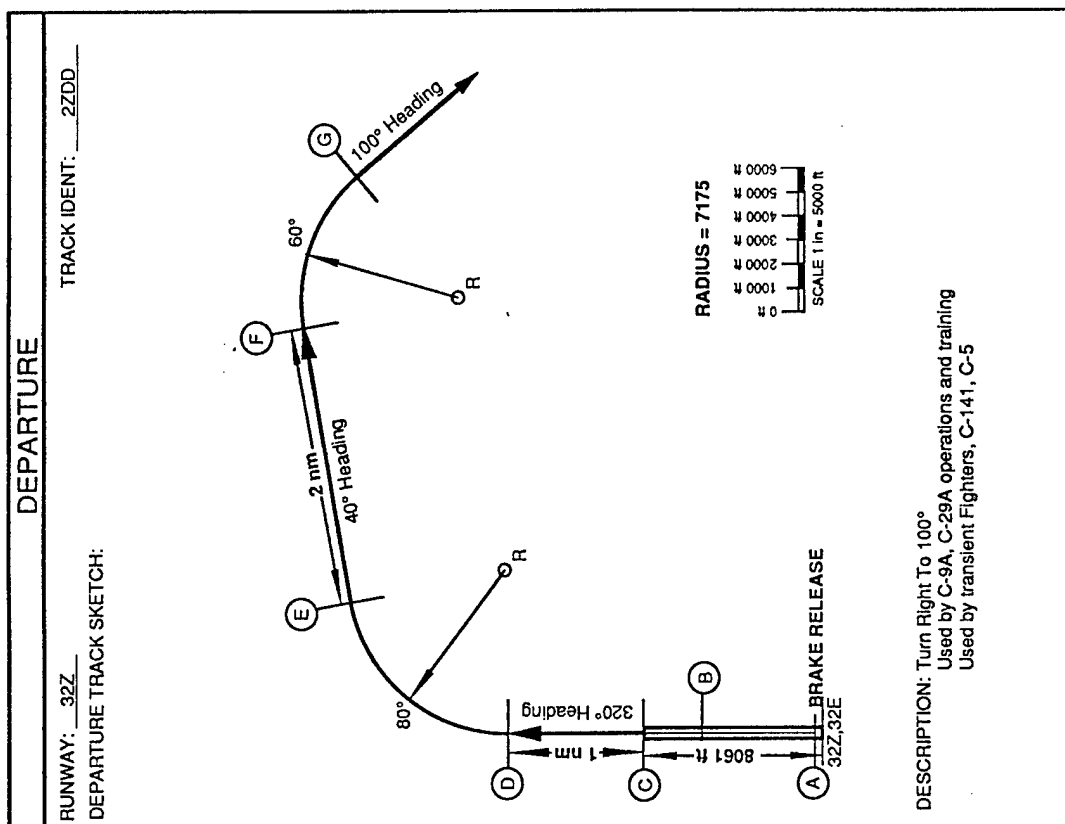 DEPARTURE
RUNWAY: 32Z
TRACK IDENT: 2ZDD
DEPARTURE TRACK SKETCH:
G
100° Heading
60°
F
R
2 nm
40° Heading
E
R
80°
320° Heading
D
1 nm
C
B
8061 ft
A
BRAKE RELEASE
32Z,32E
RADIUS = 7175
0 ft
1000 ft
2000 ft
3000 ft
4000 ft
5000 ft
6000 ft
SCALE 1 in = 5000 ft
DESCRIPTION: Turn Right To 100°
Used by C-9A, C-29A operations and training
Used by transient Fighters, C-141, C-5